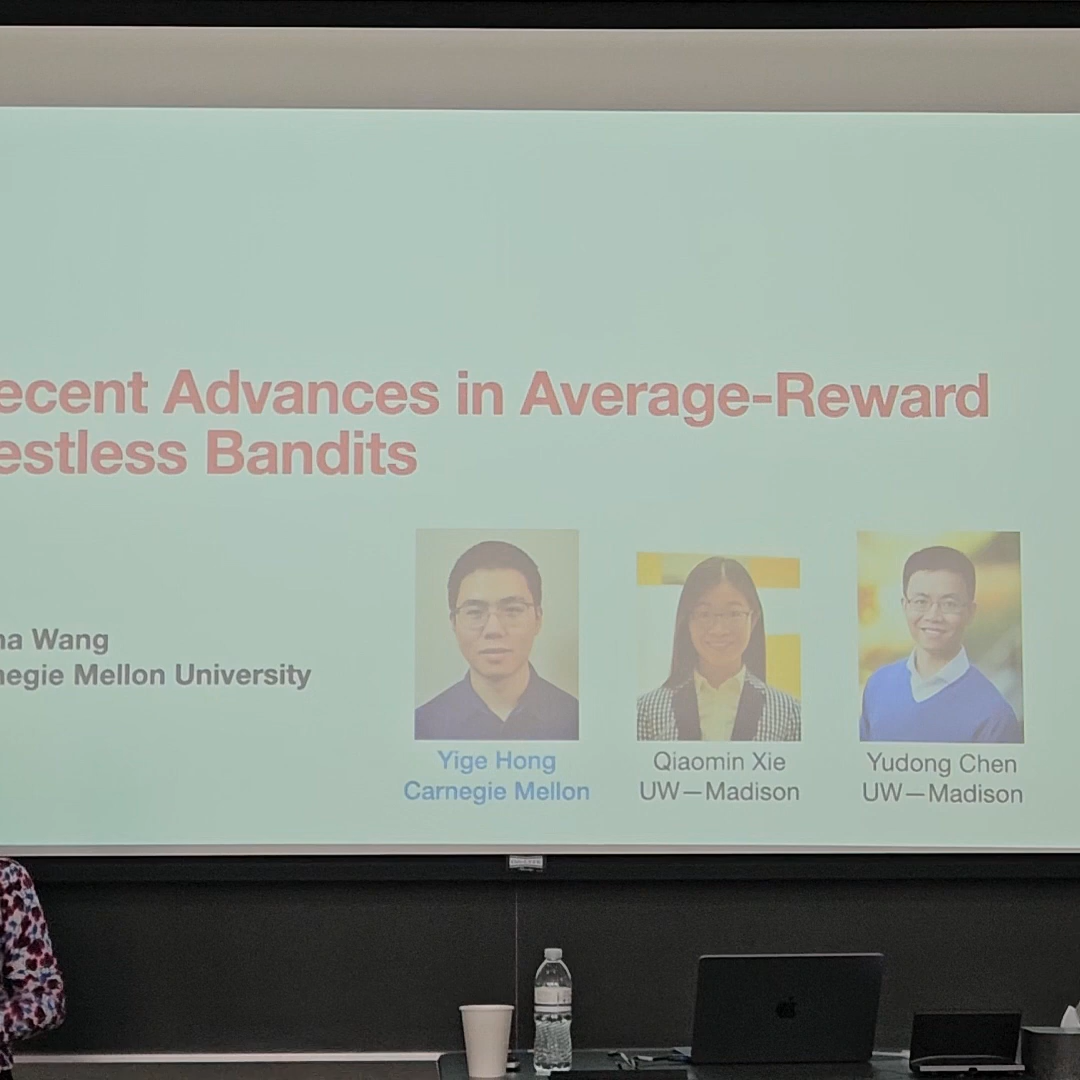 ecent Advances in Average-Reward
estless Bandits
na Wang
negie Mellon University
Yige Hong
Carnegie Mellon
Qiaomin Xie
UW—Madison
Yudong Chen
UW—Madison